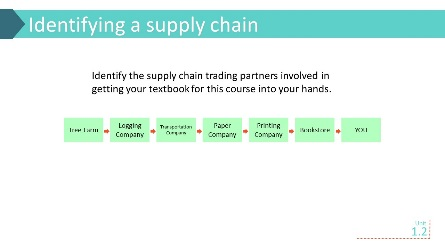 Identifying a supply chain
Identify the supply chain trading partners involved in
getting your textbook for this course into your hands.
Tree Farm
Logging
Company
Transportation
Company
Paper
Company
Printing
Company
Bookstore
YOU
Unit
1.2